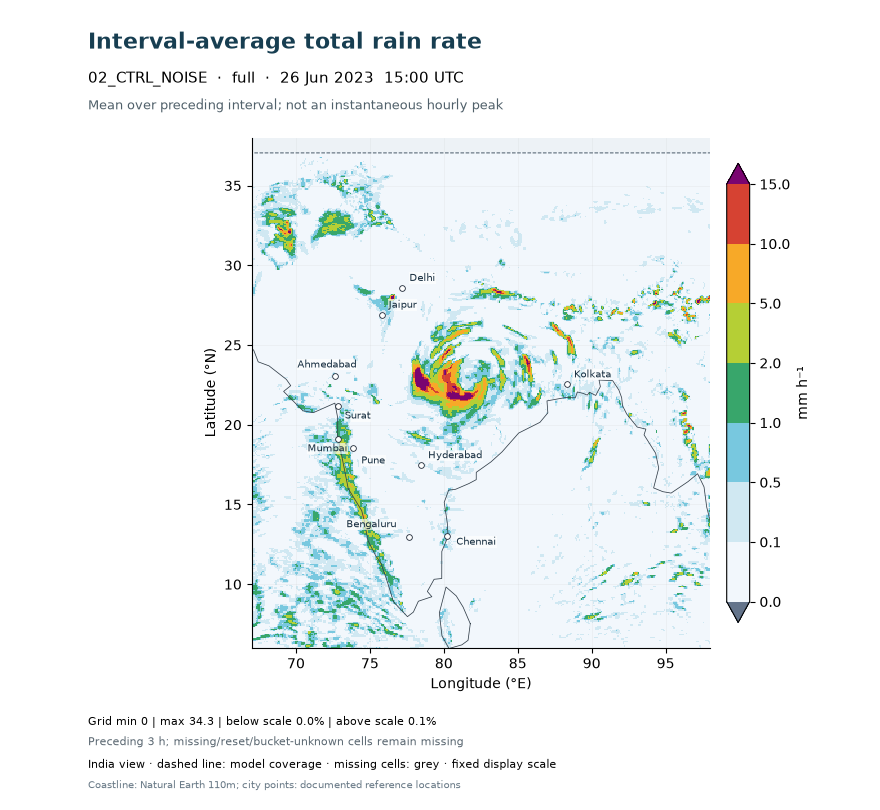 Interval-average total rain rate
02_CTRL_NOISE · full · 26 Jun 2023 15:00 UTC
Mean over preceding interval; not an instantaneous hourly peak
35
30
25
20
15
10
Latitude (°N)
70
75
80
85
90
95
Longitude (°E)
Delhi
Jaipur
Ahmedabad
Kolkata
Surat
Mumbai
Pune
Hyderabad
Bengaluru
Chennai
15.0
10.0
5.0
2.0
1.0
0.5
0.1
0.0
mm h⁻¹
Grid min 0 | max 34.3 | below scale 0.0% | above scale 0.1%
Preceding 3 h; missing/reset/bucket-unknown cells remain missing
India view · dashed line: model coverage · missing cells: grey · fixed display scale
Coastline: Natural Earth 110m; city points: documented reference locations